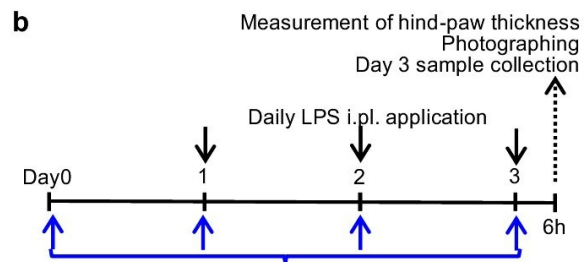 b
Measurement of hind-paw thickness
Photographing
Day 3 sample collection
Daily LPS i.pl. application
Day0 1 2 3
6h